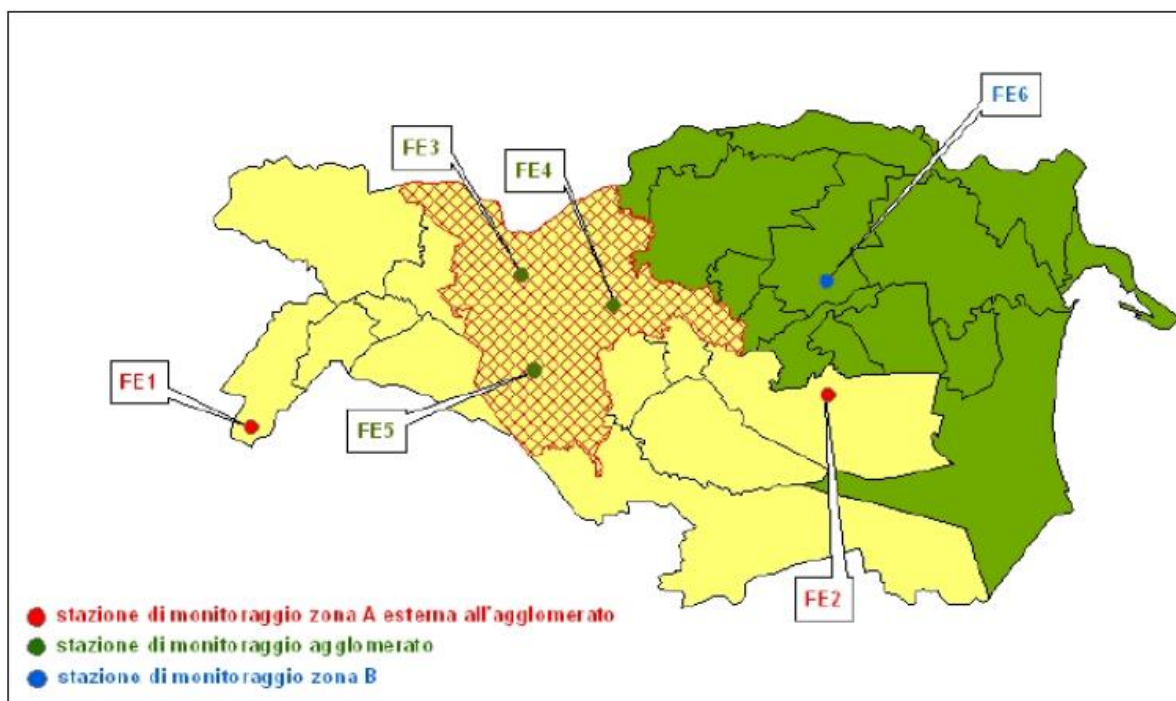 FE6
FE3
FE4
FE1
FE5
FE2
stazione di monitoraggio zona A esterna all'agglomerato
stazione di monitoraggio agglomerato
stazione di monitoraggio zona B